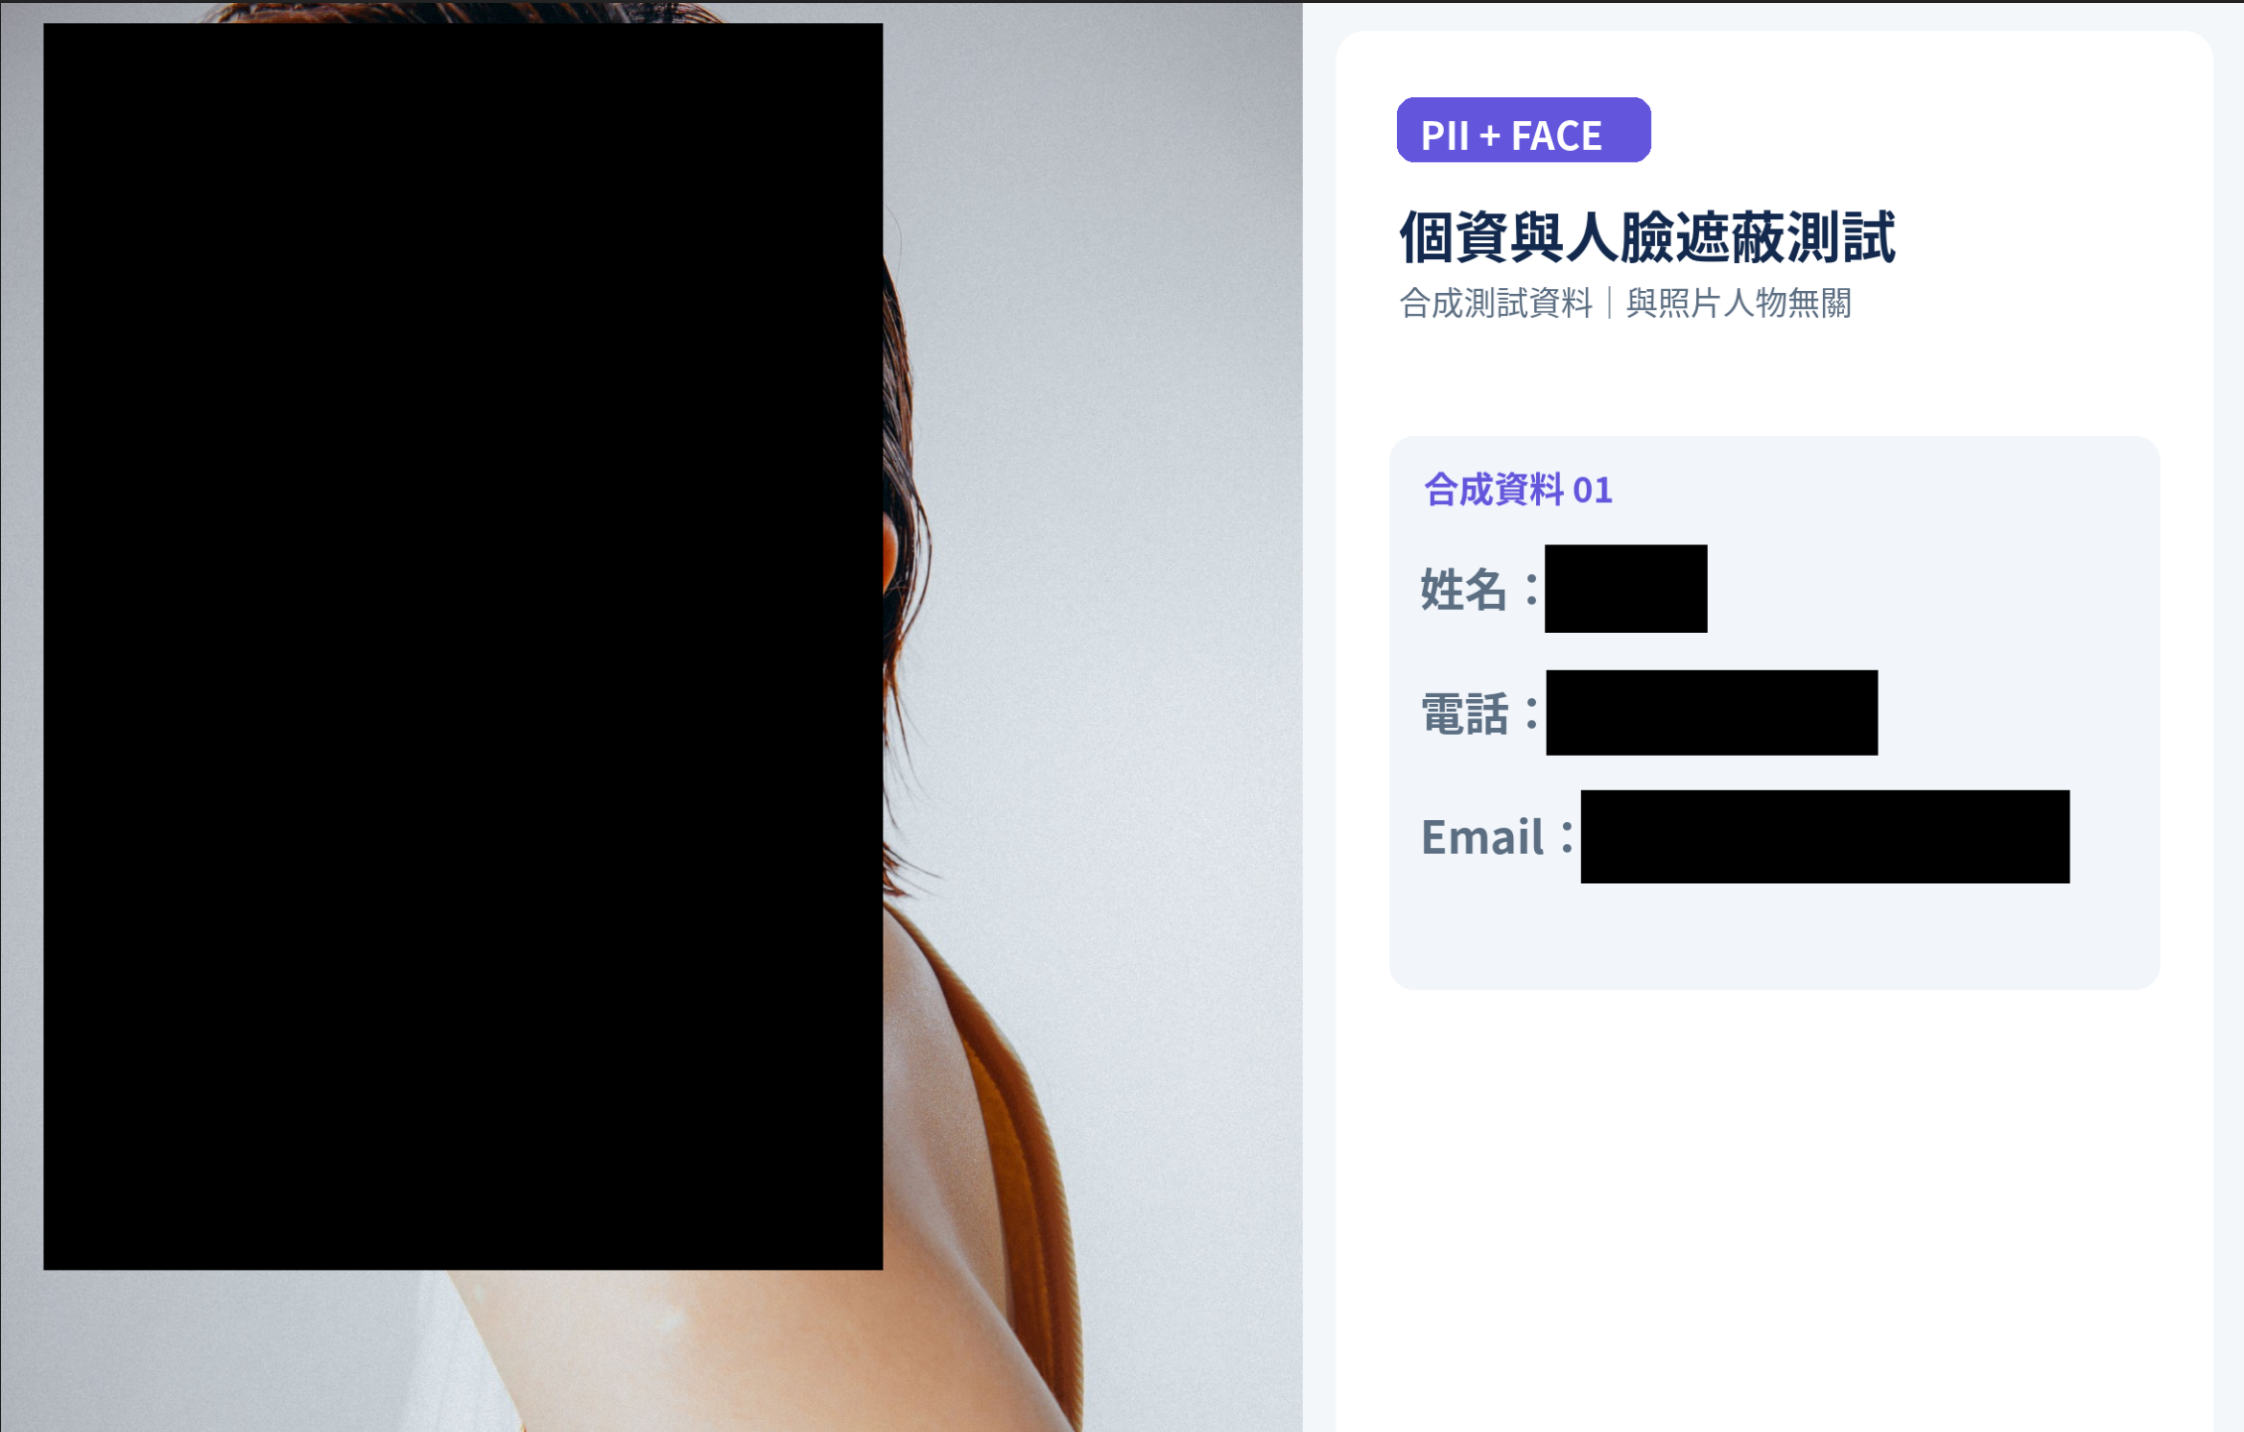 PII + FACE
個資與人臉遮蔽測試
合成測試資料｜與照片人物無關
合成資料 01
姓名：
電話：
Email：